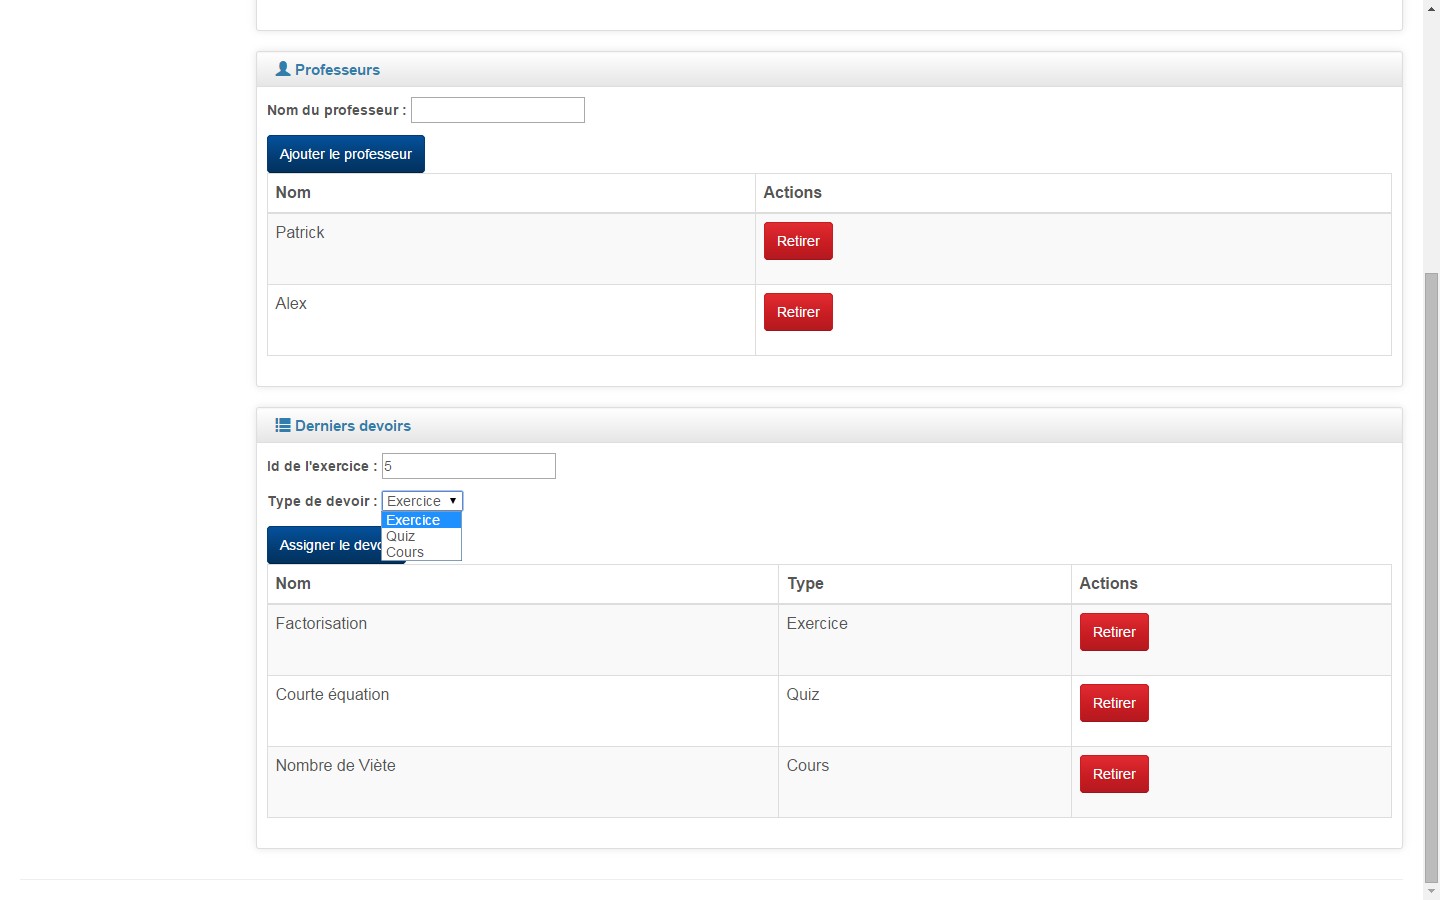 Professeurs
Nom du professeur :
Ajouter le professeur
Nom Actions
Patrick Retirer
Alex Retirer
Derniers devoirs
Id de l'exercice : 5
Type de devoir : Exercice
Exercice
Quiz
Cours
Assigner le
Nom Type Actions
Factorisation Exercice Retirer
Courte équation Quiz Retirer
Nombre de Viète Cours Retirer